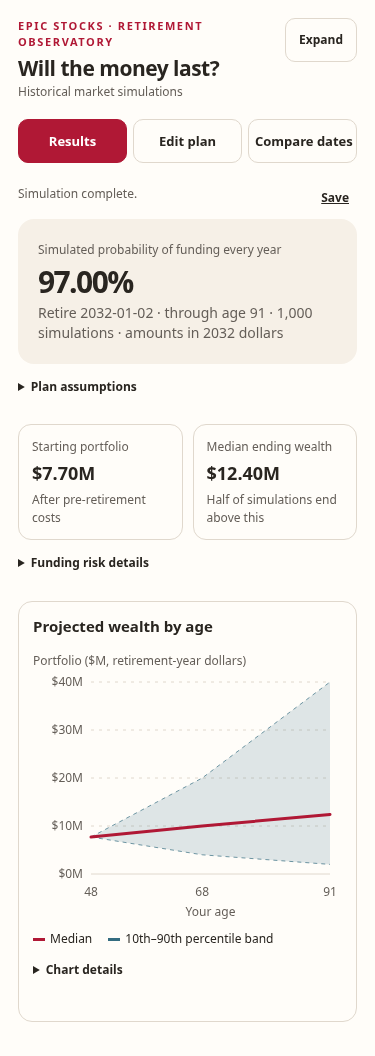 EPIC STOCKS · RETIREMENT
OBSERVATORY
Expand
Will the money last?
Historical market simulations
Results
Edit plan
Compare dates
Simulation complete.
Save
Simulated probability of funding every year
97.00%
Retire 2032-01-02 · through age 91 · 1,000
simulations · amounts in 2032 dollars
Plan assumptions
Starting portfolio
$7.70M
After pre-retirement
costs
Median ending wealth
$12.40M
Half of simulations end
above this
Funding risk details
Projected wealth by age
Portfolio ($M, retirement-year dollars)
$40M
$30M
$20M
$10M
$0M
48 68 91
Your age
Median 10th–90th percentile band
Chart details